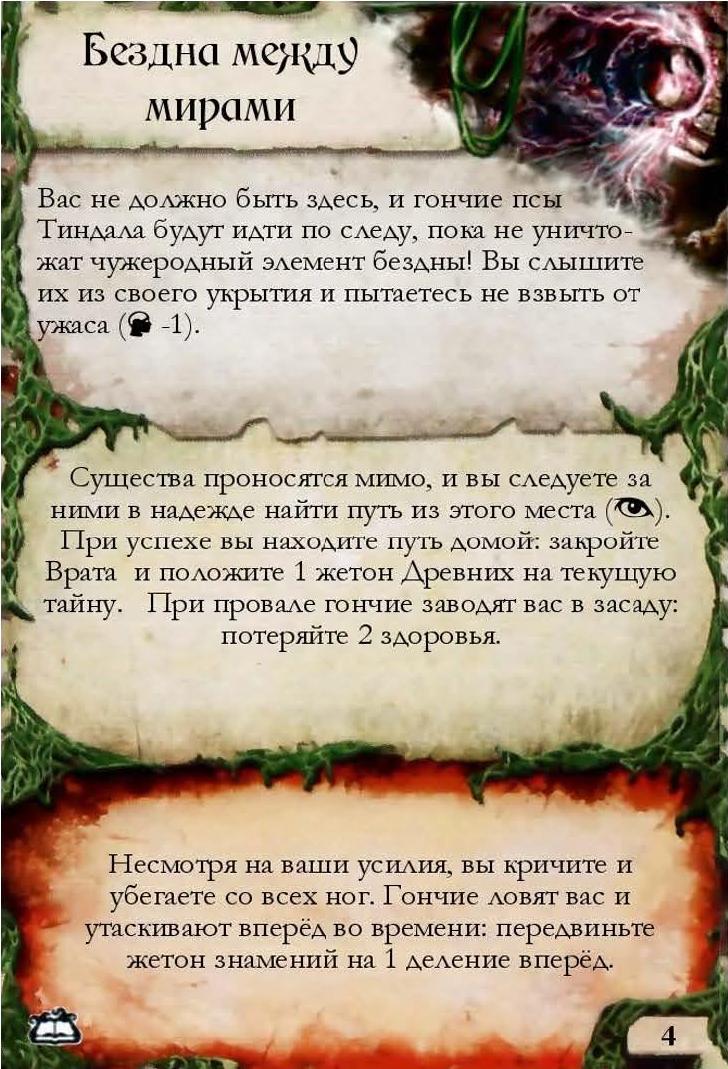 Бездна между
мирами
Вас не должно быть здесь, и гончие псы
Тиндала будут идти по следу, пока не уничто-
жат чужеродный элемент бездны! Вы слышите
их из своего укрытия и пытаетесь не взвыть от
ужаса ( -1).
Существа проносятся мимо, и вы следуете за
ними в надежде найти путь из этого места ( ).
При успехе вы находите путь домой: закройте
Врата и положите 1 жетон Древних на текущую
тайну. При провале гончие заводят вас в засаду:
потеряйте 2 здоровья.
Несмотря на ваши усилия, вы кричите и
убегаете со всех ног. Гончие ловят вас и
утаскивают вперёд во времени: передвиньте
жетон знамений на 1 деление вперёд.
4